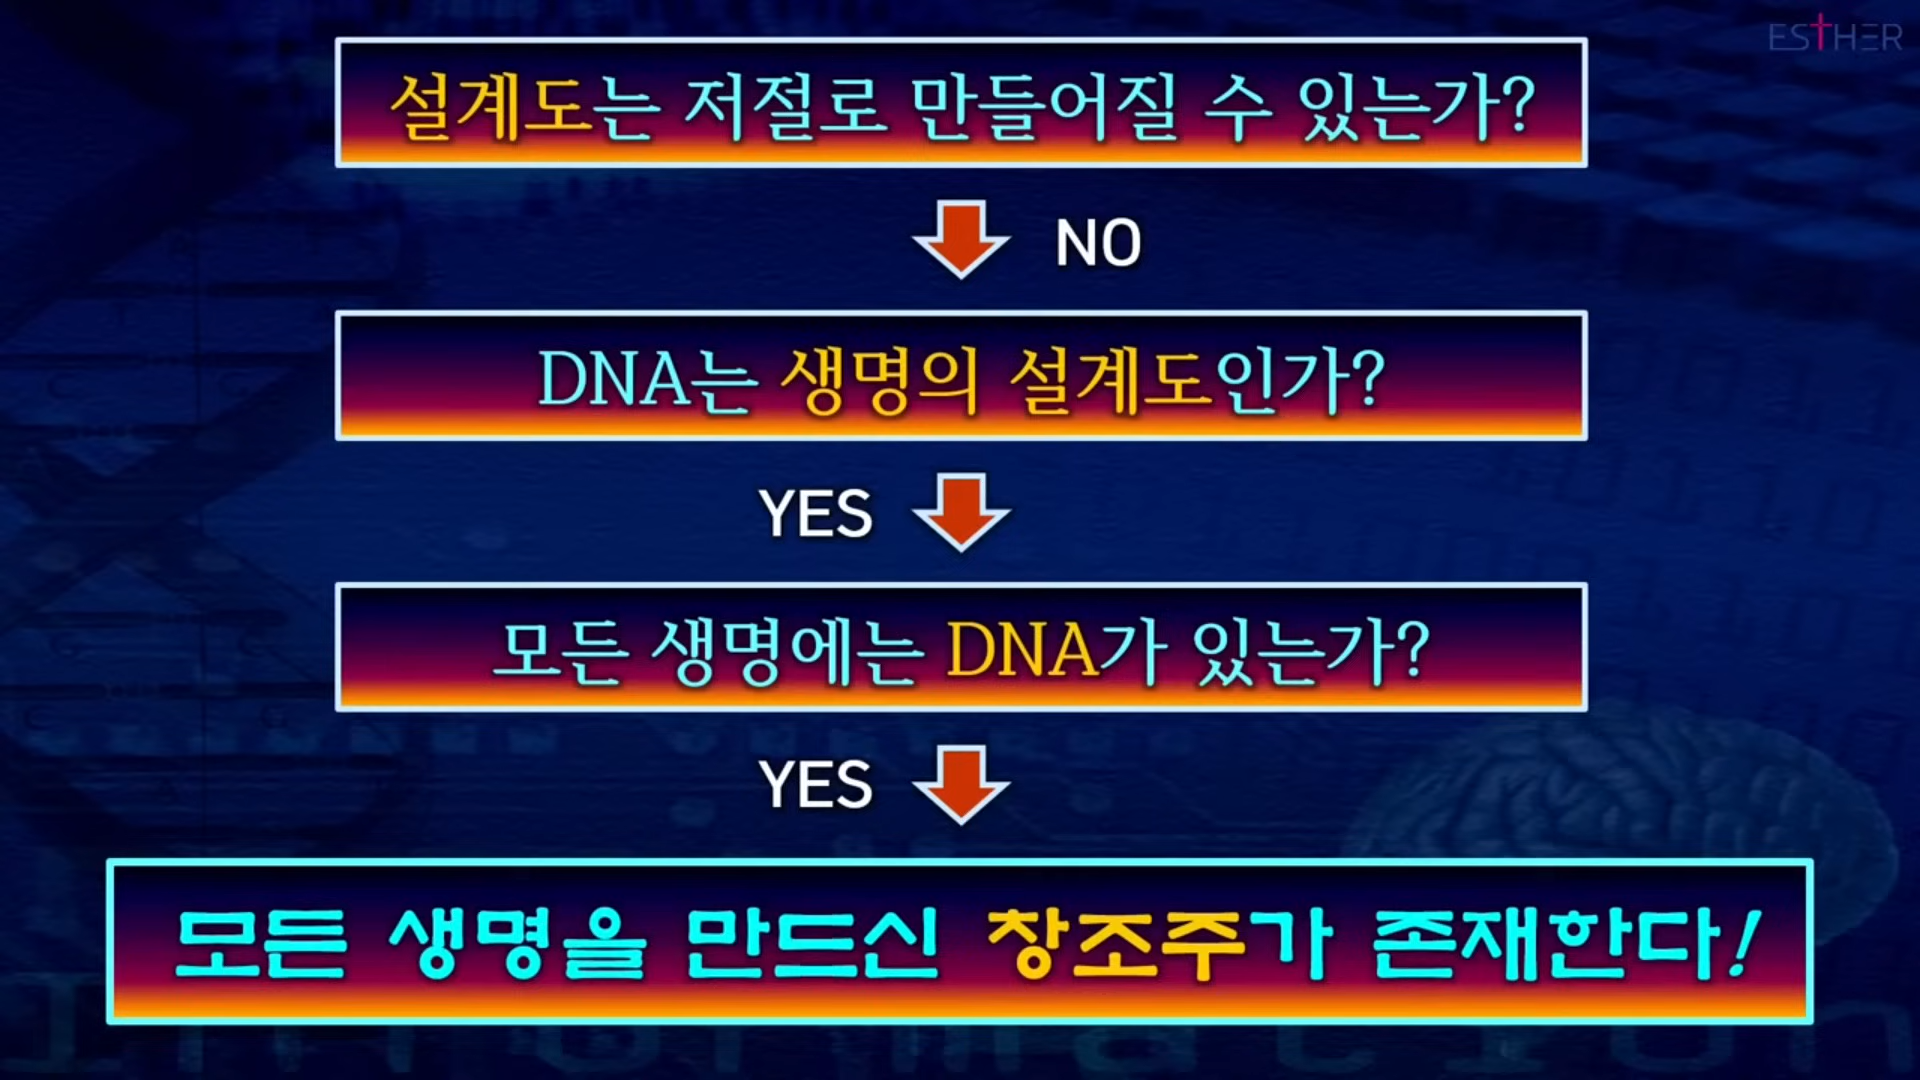 ESTHER
설계도는 저절로 만들어질 수 있는가?
NO
DNA는 생명의 설계도인가?
YES
모든 생명에는 DNA가 있는가?
YES
모든 생명을 만드신 창조주가 존재한다!
Information